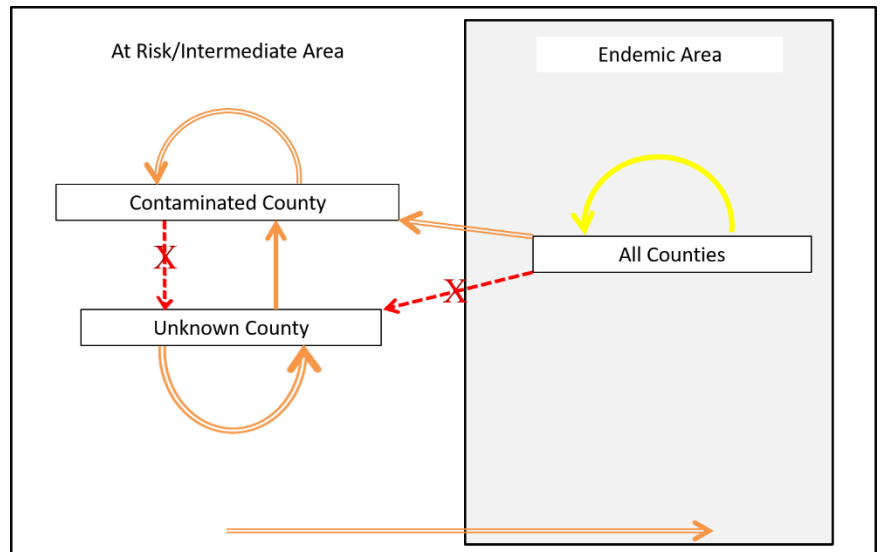 At Risk/Intermediate Area
Endemic Area
Contaminated County
X
All Counties
X
Unknown County